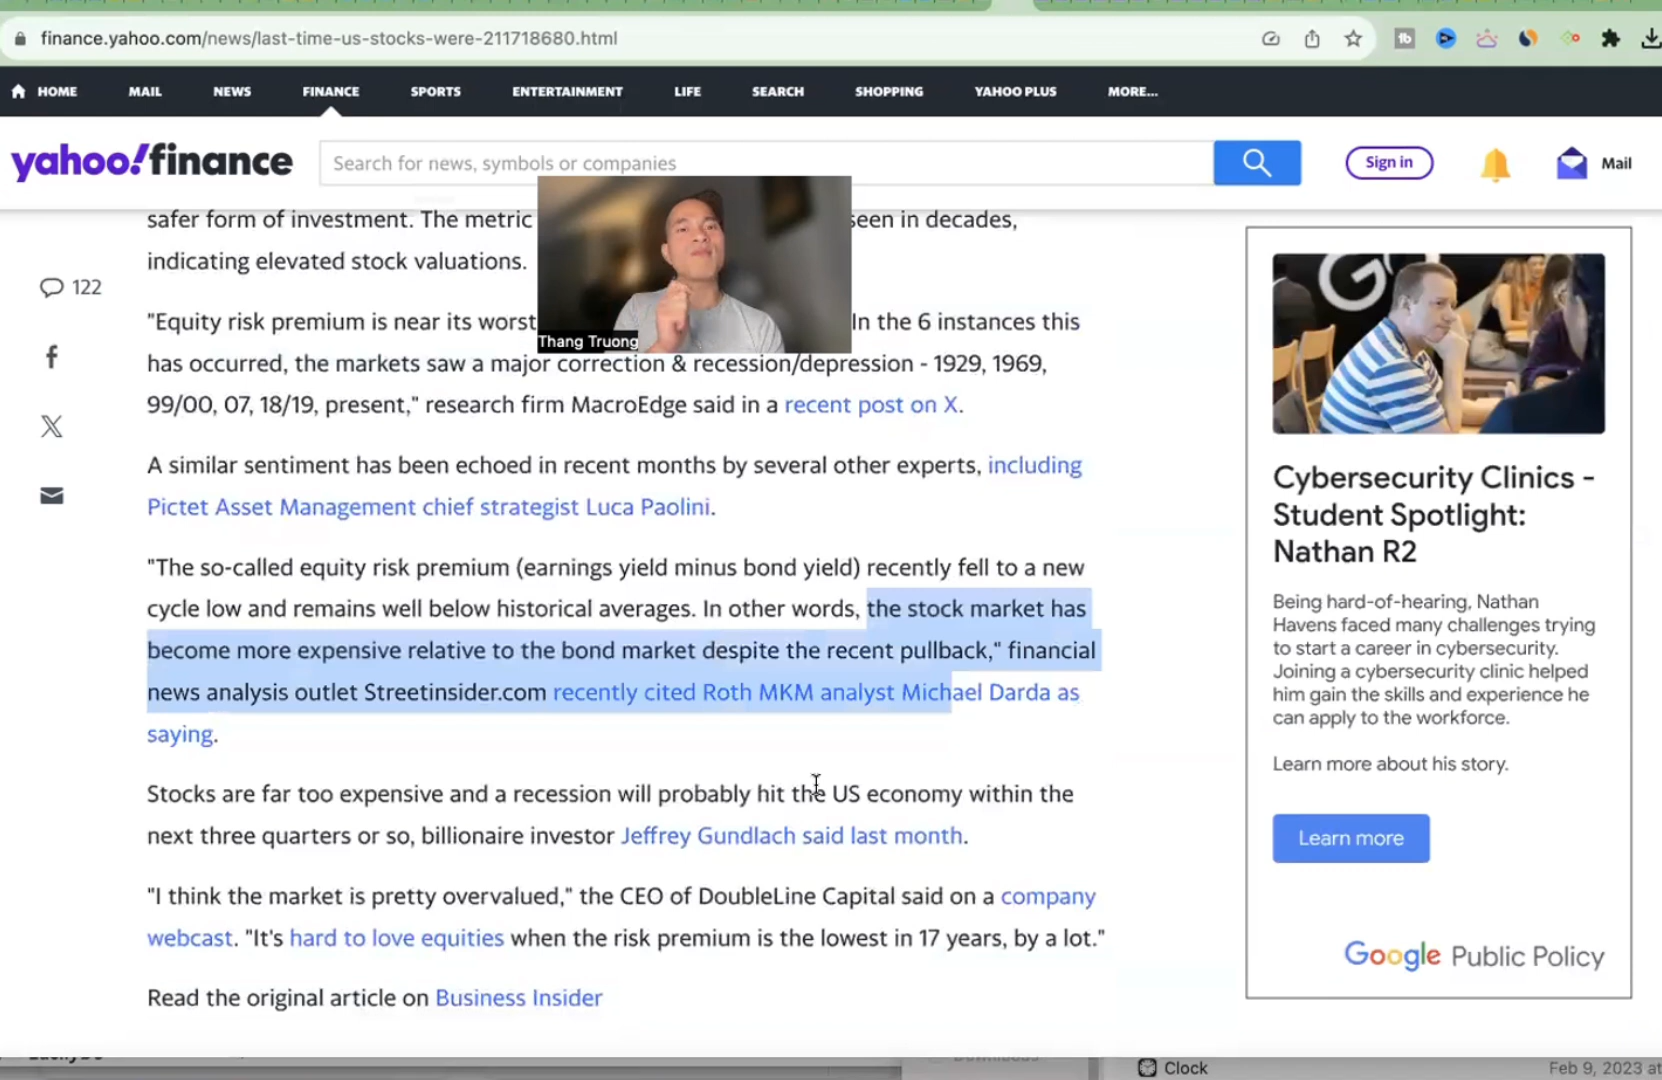 finance.yahoo.com/news/last-time-us-stocks-were-211718680.html
HOME MAIL NEWS FINANCE SPORTS ENTERTAINMENT LIFE SEARCH SHOPPING YAHOO PLUS MORE...
yahoo!finance
Search for news, symbols or companies
Sign in
Mail
safer form of investment. The metric
seen in decades,
indicating elevated stock valuations.
122
"Equity risk premium is near its worst
In the 6 instances this
Thang Truong
has occurred, the markets saw a major correction & recession/depression - 1929, 1969,
99/00, 07, 18/19, present," research firm MacroEdge said in a recent post on X.
A similar sentiment has been echoed in recent months by several other experts, including
Pictet Asset Management chief strategist Luca Paolini.
"The so-called equity risk premium (earnings yield minus bond yield) recently fell to a new
cycle low and remains well below historical averages. In other words, the stock market has
become more expensive relative to the bond market despite the recent pullback," financial
news analysis outlet Streetinsider.com recently cited Roth MKM analyst Michael Darda as
saying.
Stocks are far too expensive and a recession will probably hit the US economy within the
next three quarters or so, billionaire investor Jeffrey Gundlach said last month.
"I think the market is pretty overvalued," the CEO of DoubleLine Capital said on a company
webcast. "It's hard to love equities when the risk premium is the lowest in 17 years, by a lot."
Read the original article on Business Insider
Cybersecurity Clinics -
Student Spotlight:
Nathan R2
Being hard-of-hearing, Nathan
Havens faced many challenges trying
to start a career in cybersecurity.
Joining a cybersecurity clinic helped
him gain the skills and experience he
can apply to the workforce.
Learn more about his story.
Learn more
Google Public Policy
Clock
Feb 9, 2023 at